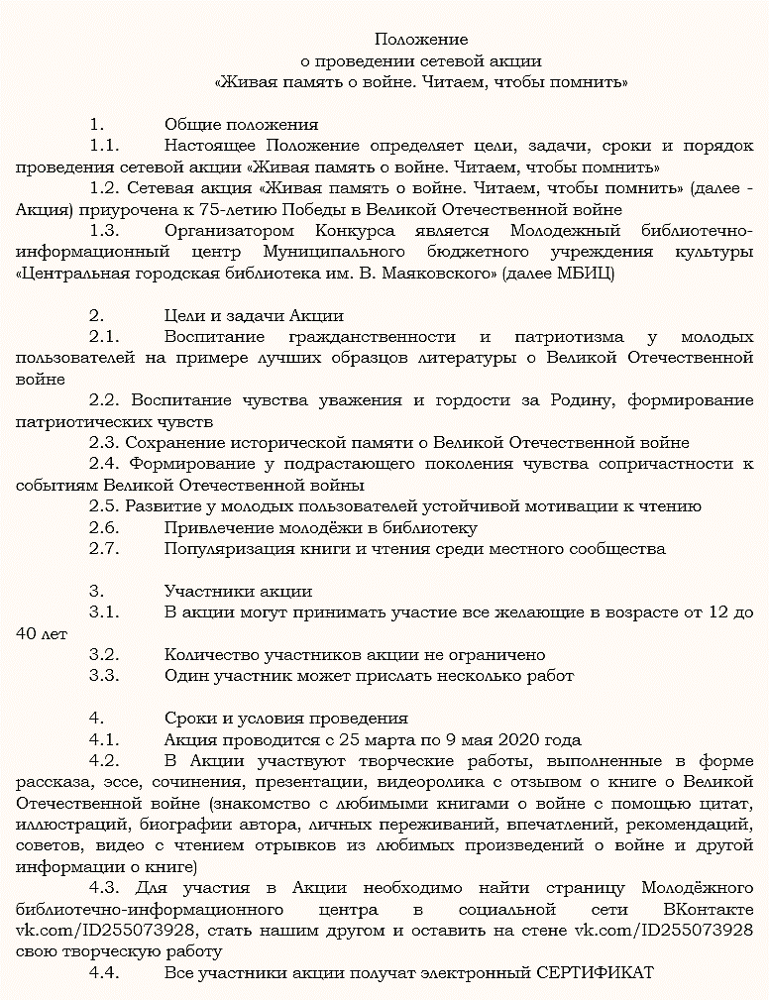 Положение
о проведении сетевой акции
«Живая память о войне. Читаем, чтобы помнить»
1. Общие положения
1.1. Настоящее Положение определяет цели, задачи, сроки и порядок
проведения сетевой акции «Живая память о войне. Читаем, чтобы помнить»
1.2. Сетевая акция «Живая память о войне. Читаем, чтобы помнить» (далее -
Акция) приурочена к 75-летию Победы в Великой Отечественной войне
1.3. Организатором Конкурса является Молодежный библиотечно-
информационный центр Муниципального бюджетного учреждения культуры
«Центральная городская библиотека им. В. Маяковского» (далее МБИЦ)
2. Цели и задачи Акции
2.1. Воспитание гражданственности и патриотизма у молодых
пользователей на примере лучших образцов литературы о Великой Отечественной
войне
2.2. Воспитание чувства уважения и гордости за Родину, формирование
патриотических чувств
2.3. Сохранение исторической памяти о Великой Отечественной войне
2.4. Формирование у подрастающего поколения чувства сопричастности к
событиям Великой Отечественной войны
2.5. Развитие у молодых пользователей устойчивой мотивации к чтению
2.6. Привлечение молодёжи в библиотеку
2.7. Популяризация книги и чтения среди местного сообщества
3. Участники акции
3.1. В акции могут принимать участие все желающие в возрасте от 12 до
40 лет
3.2. Количество участников акции не ограничено
3.3. Один участник может прислать несколько работ
4. Сроки и условия проведения
4.1. Акция проводится с 25 марта по 9 мая 2020 года
4.2. В Акции участвуют творческие работы, выполненные в форме
рассказа, эссе, сочинения, презентации, видеоролика с отзывом о книге о Великой
Отечественной войне (знакомство с любимыми книгами о войне с помощью цитат,
иллюстраций, биографии автора, личных переживаний, впечатлений, рекомендаций,
советов, видео с чтением отрывков из любимых произведений о войне и другой
информации о книге)
4.3. Для участия в Акции необходимо найти страницу Молодёжного
библиотечно-информационного центра в социальной сети ВКонтакте
vk.com/ID255073928, стать нашим другом и оставить на стене vk.com/ID255073928
свою творческую работу
4.4. Все участники акции получат электронный СЕРТИФИКАТ